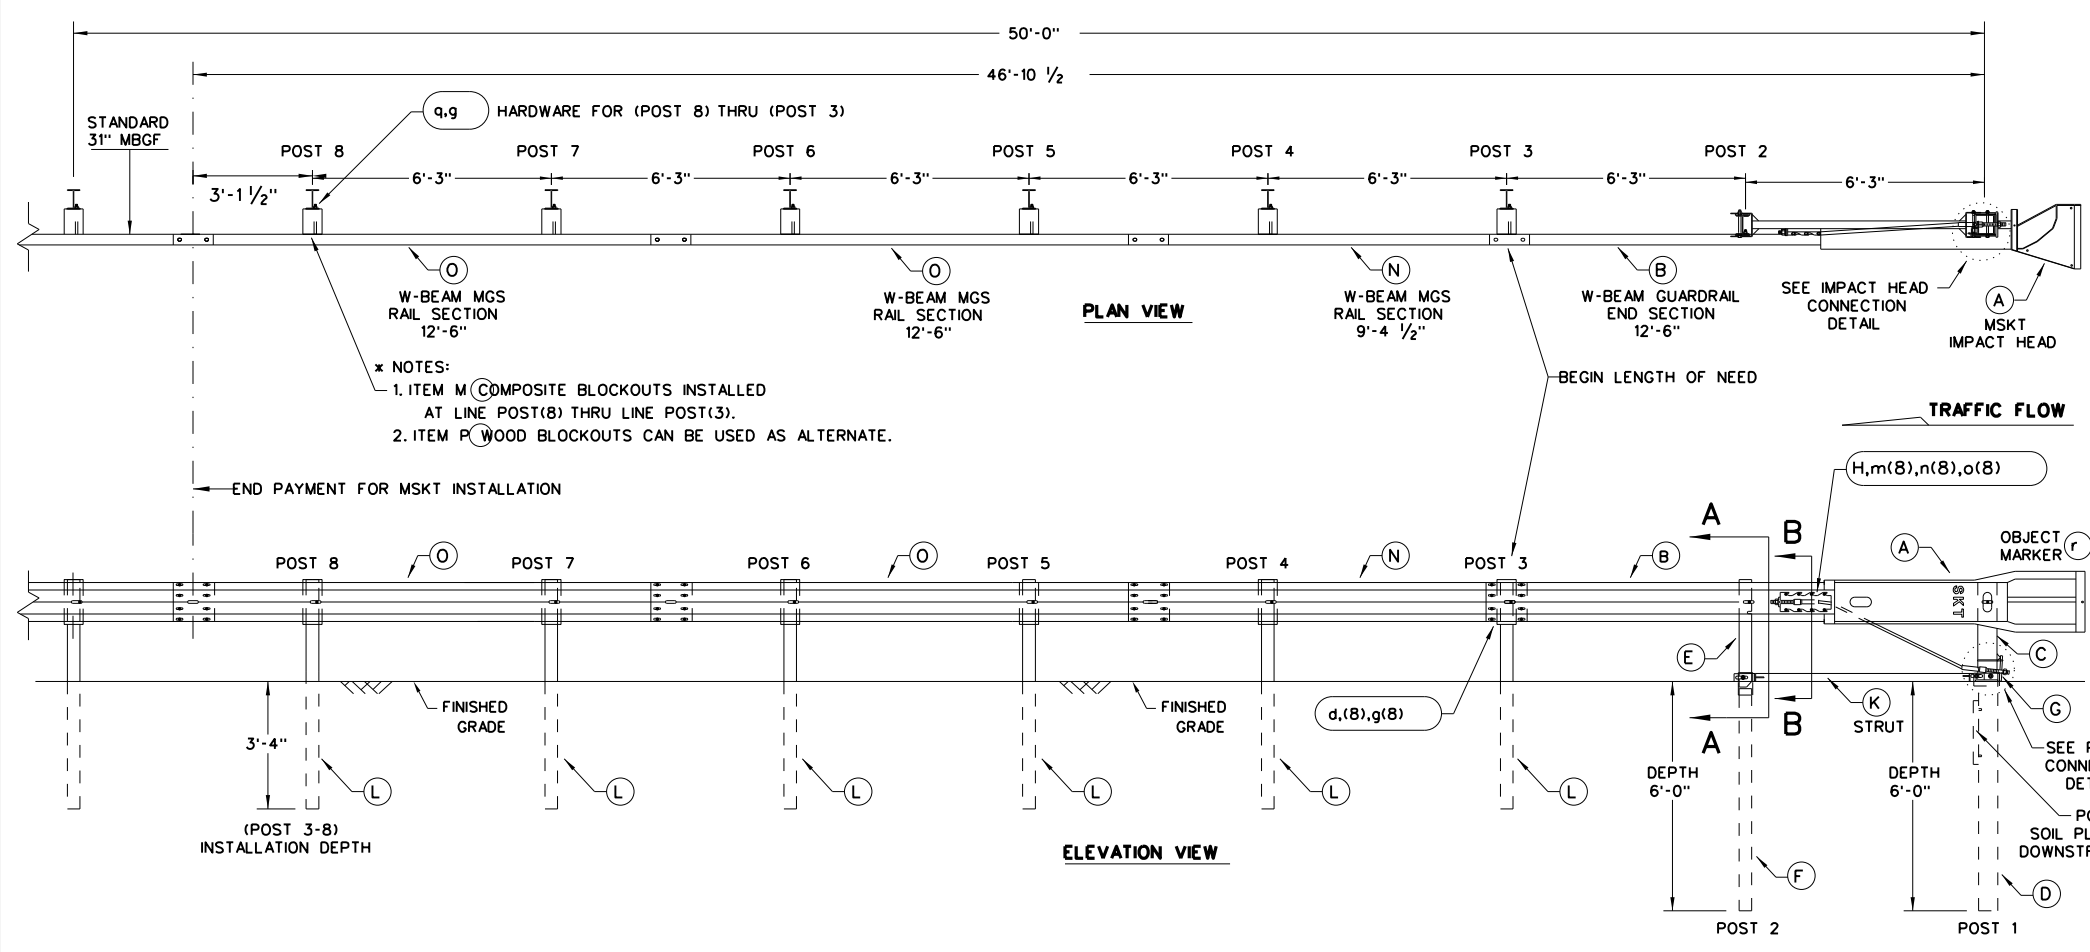 50'-0"
46'-10 1/2
q,g HARDWARE FOR (POST 8) THRU (POST 3)
STANDARD
31" MBGF
POST 8 POST 7 POST 6 POST 5 POST 4 POST 3 POST 2
3'-1 1/2" 6'-3" 6'-3" 6'-3" 6'-3" 6'-3" 6'-3" 6'-3"
O
W-BEAM MGS
RAIL SECTION
12'-6"
O
W-BEAM MGS
RAIL SECTION
12'-6"
PLAN VIEW
N
W-BEAM MGS
RAIL SECTION
9'-4 1/2"
B
W-BEAM GUARDRAIL
END SECTION
12'-6"
SEE IMPACT HEAD
CONNECTION
DETAIL
A
MSKT
IMPACT HEAD
* NOTES:
1. ITEM M COMPOSITE BLOCKOUTS INSTALLED
AT LINE POST(8) THRU LINE POST(3).
2. ITEM P WOOD BLOCKOUTS CAN BE USED AS ALTERNATE.
BEGIN LENGTH OF NEED
TRAFFIC FLOW
END PAYMENT FOR MSKT INSTALLATION
H,m(8),n(8),o(8)
POST 8 O POST 7 POST 6 O POST 5 POST 4 N POST 3 B
A B
A
OBJECT
MARKER r
SKT
E
C
FINISHED
GRADE
FINISHED
GRADE
d,(8),g(8)
A B
K
STRUT
G
3'-4"
L L L L L L
(POST 3-8)
INSTALLATION DEPTH
DEPTH
6'-0"
DEPTH
6'-0"
SEE
CONN
DET
SOIL PL
DOWNST
ELEVATION VIEW
F
D
POST 2 POST 1